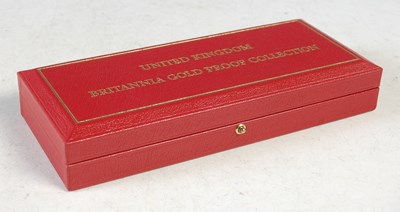 UNITED KINGDOM
BRITANNIA GOLD PROOF COLLECTION